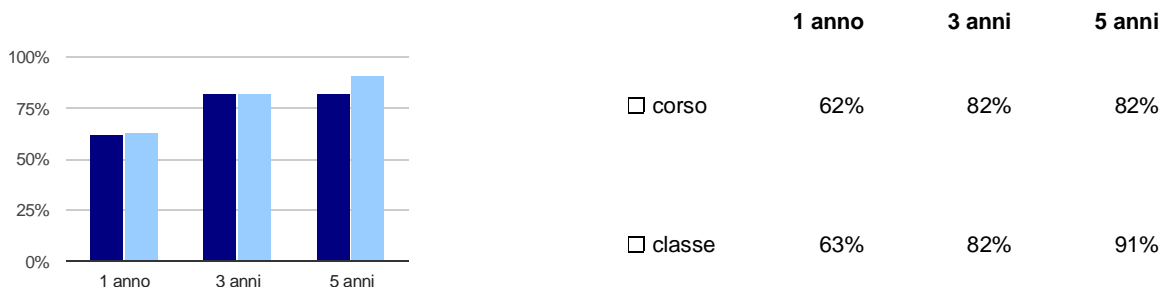 100%
75%
50%
25%
0%
1 anno 3 anni 5 anni
1 anno 3 anni 5 anni
corso 62% 82% 82%
classe 63% 82% 91%